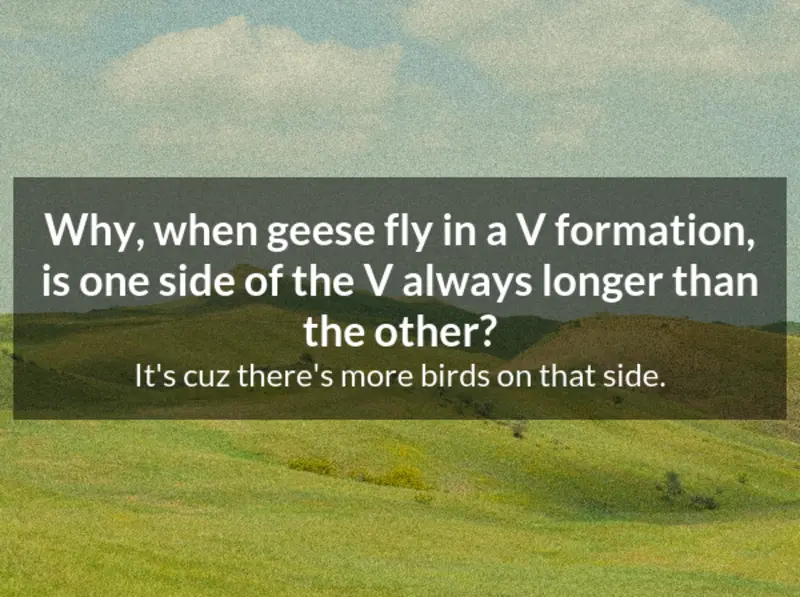 Why, when geese fly in a V formation,
is one side of the V always longer than
the other?
It's cuz there's more birds on that side.